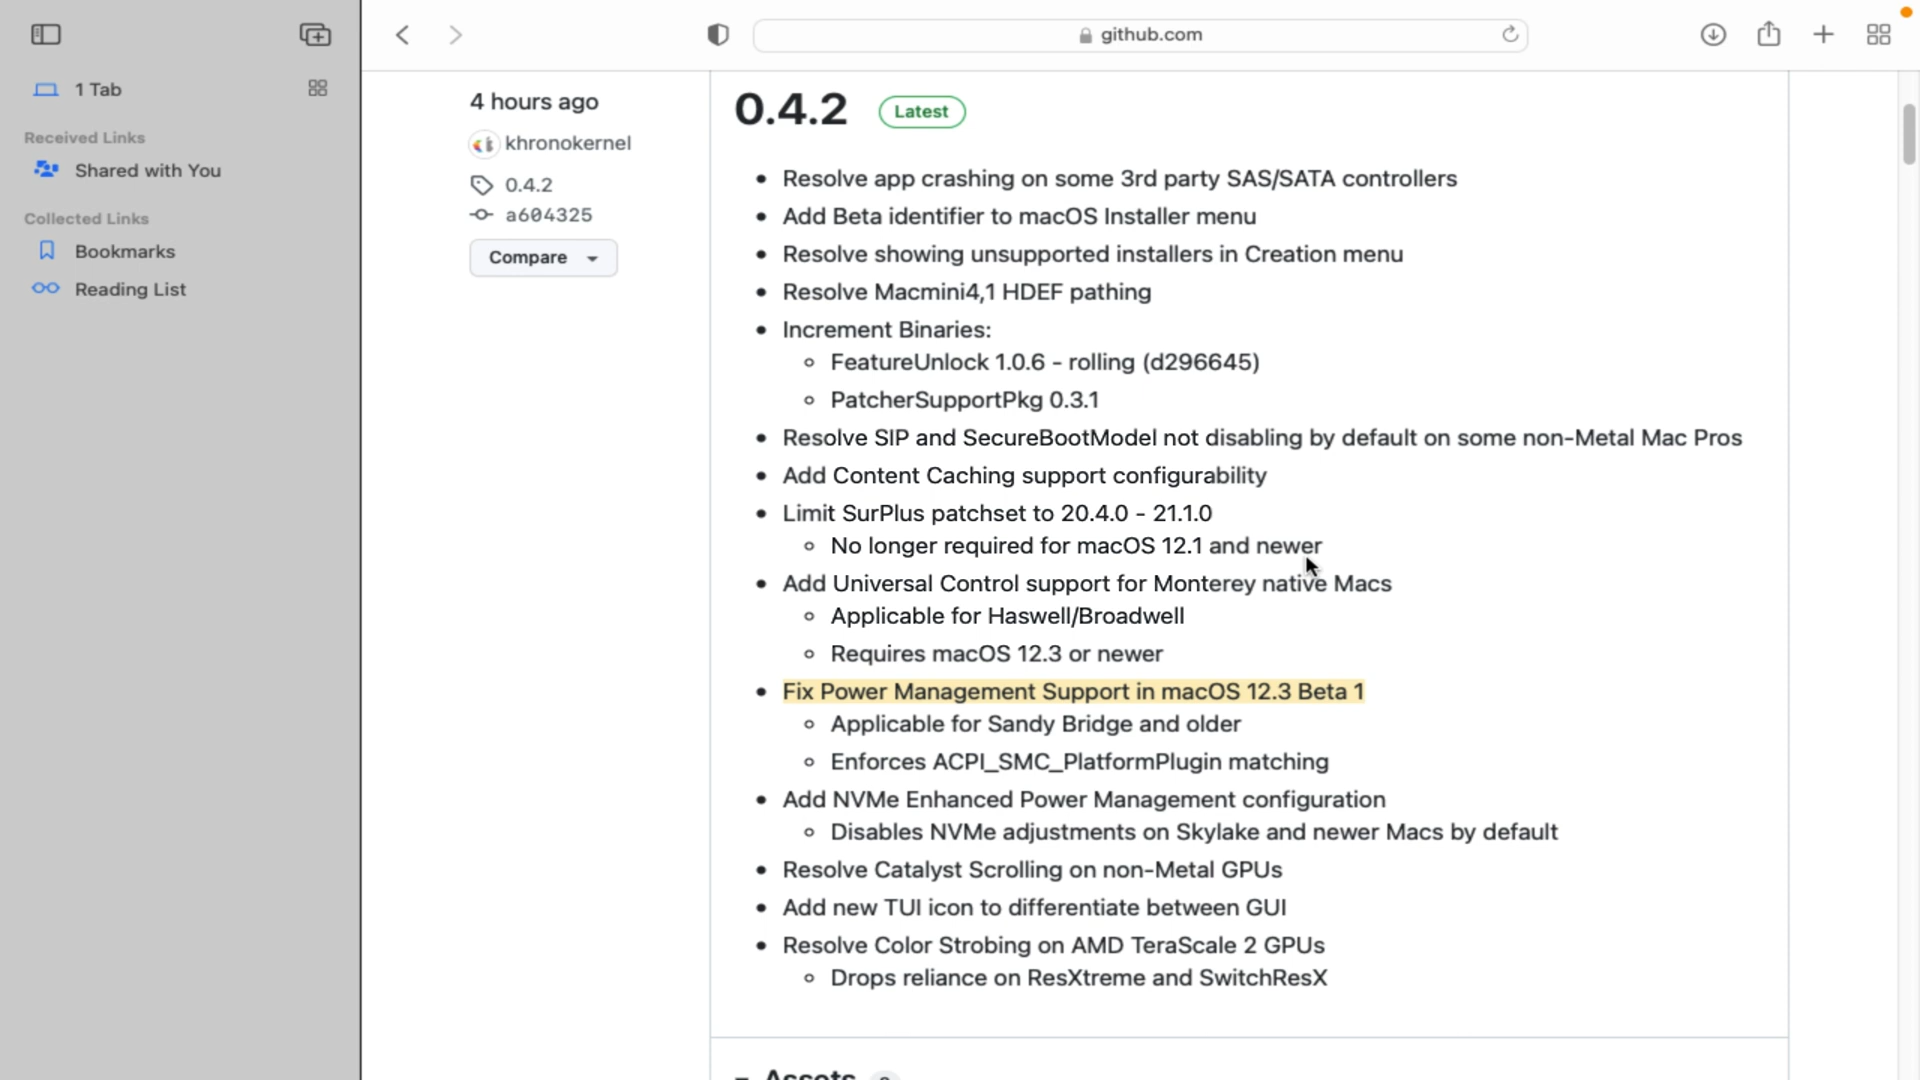 github.com
1 Tab
Received Links
Shared with You
Collected Links
Bookmarks
Reading List
4 hours ago
khronokernel
0.4.2
a604325
Compare
0.4.2 Latest
Resolve app crashing on some 3rd party SAS/SATA controllers
Add Beta identifier to macOS Installer menu
Resolve showing unsupported installers in Creation menu
Resolve Macmini4,1 HDEF pathing
Increment Binaries:
FeatureUnlock 1.0.6 - rolling (d296645)
PatcherSupportPkg 0.3.1
Resolve SIP and SecureBootModel not disabling by default on some non-Metal Mac Pros
Add Content Caching support configurability
Limit SurPlus patchset to 20.4.0 - 21.1.0
No longer required for macOS 12.1 and newer
Add Universal Control support for Monterey native Macs
Applicable for Haswell/Broadwell
Requires macOS 12.3 or newer
Fix Power Management Support in macOS 12.3 Beta 1
Applicable for Sandy Bridge and older
Enforces ACPI_SMC_PlatformPlugin matching
Add NVMe Enhanced Power Management configuration
Disables NVMe adjustments on Skylake and newer Macs by default
Resolve Catalyst Scrolling on non-Metal GPUs
Add new TUI icon to differentiate between GUI
Resolve Color Strobing on AMD TeraScale 2 GPUs
Drops reliance on ResXtreme and SwitchResX
Assets